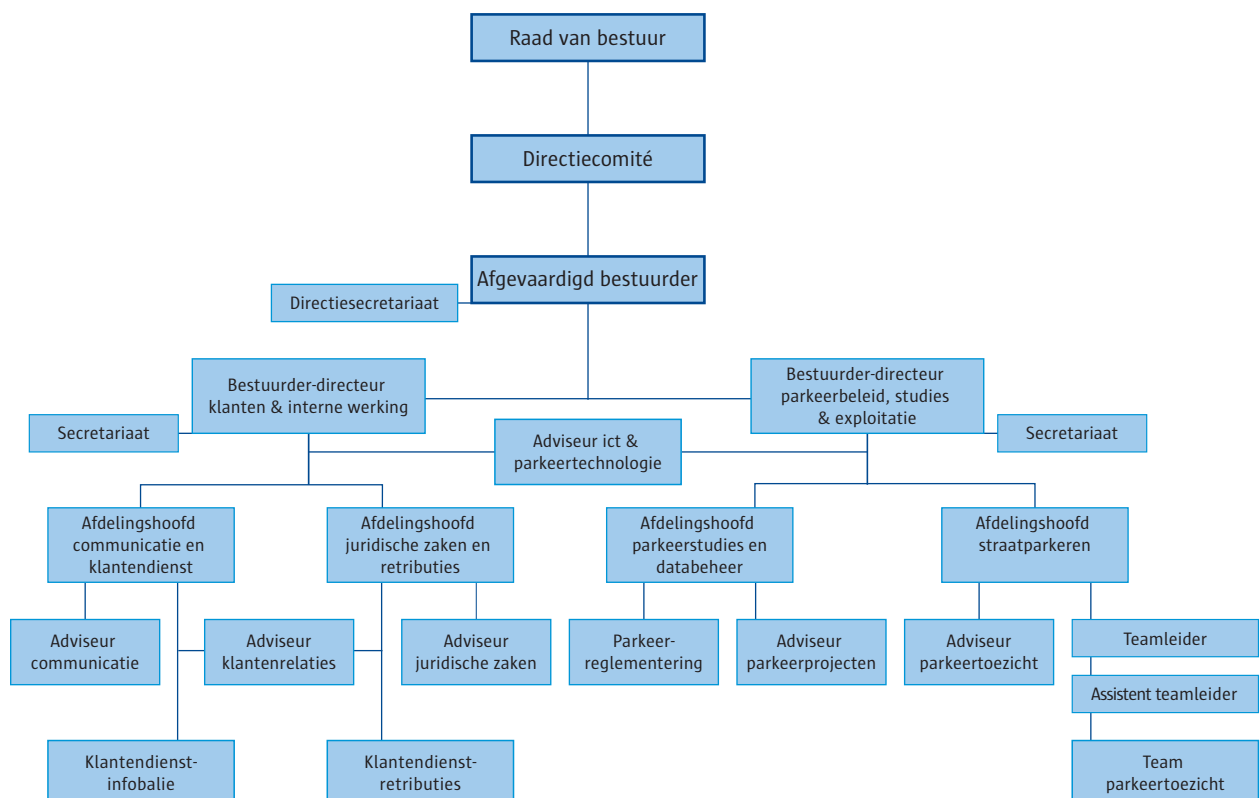 Raad van bestuur
Directiecomité
Afgevaardigd bestuurder
Directiesecretariaat
Bestuurder-directeur
klanten & interne werking
Bestuurder-directeur
parkeerbeleid, studies
& exploitatie
Secretariaat
Adviseur ict &
parkeertechnologie
Secretariaat
Afdelingshoofd
communicatie en
klantendienst
Afdelingshoofd
juridische zaken en
retributies
Afdelingshoofd
parkeerstudies en
databeheer
Afdelingshoofd
straatparkeren
Adviseur
communicatie
Adviseur
klantenrelaties
Adviseur
juridische zaken
Parkeer-
reglementering
Adviseur
parkeerprojecten
Adviseur
parkeertoezicht
Teamleider
Assistent teamleider
Klantendienst-
infobalie
Klantendienst-
retributies
Team
parkeertoezicht